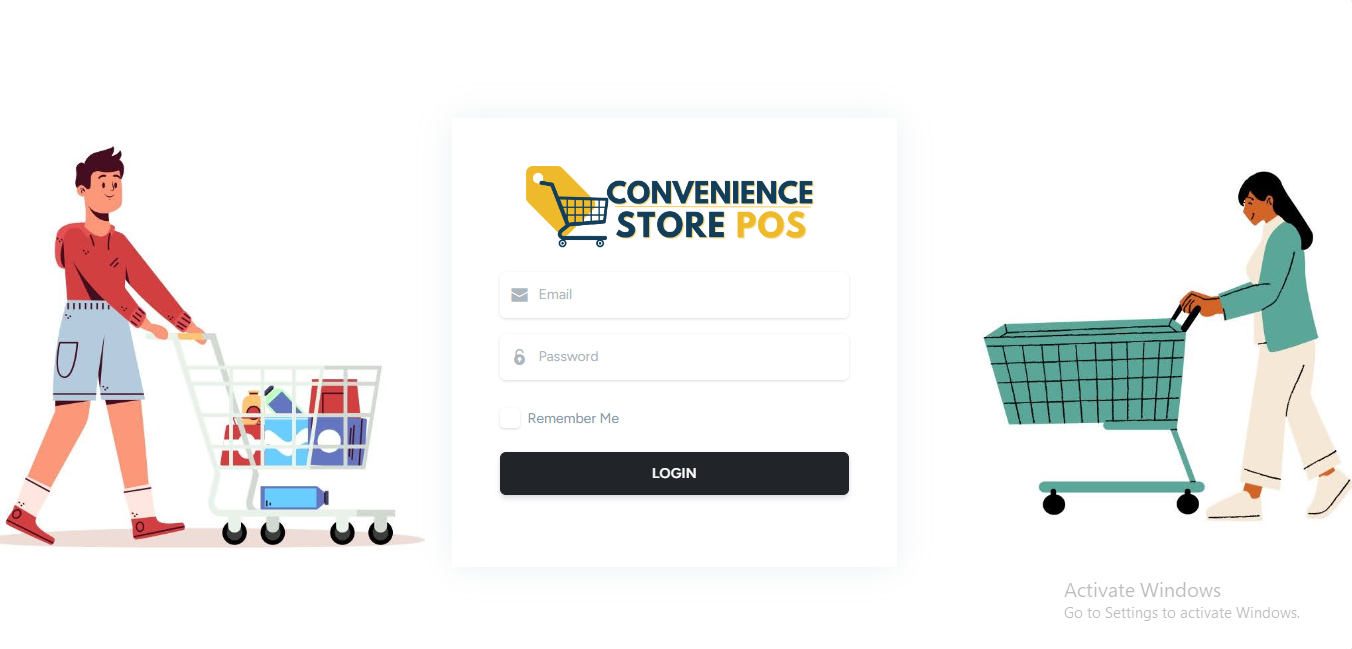 CONVENIENCE
STORE POS
Email
Password
Remember Me
LOGIN
Activate Windows
Go to Settings to activate Windows.